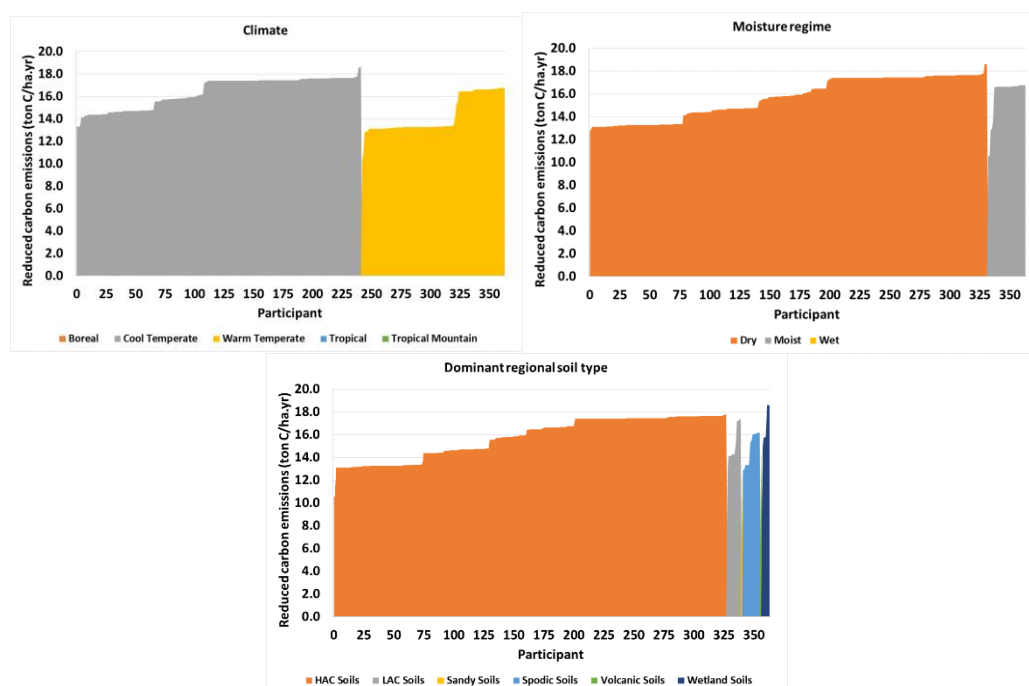 Climate
Reduced carbon emissions (ton C/ha.yr)
20.0
18.0
16.0
14.0
12.0
10.0
8.0
6.0
4.0
2.0
0.0
0 25 50 75 100 125 150 175 200 225 250 275 300 325 350
Participant
Boreal Cool Temperate Warm Temperate Tropical Tropical Mountain
Moisture regime
Reduced carbon emissions (ton C/ha.yr)
20.0
18.0
16.0
14.0
12.0
10.0
8.0
6.0
4.0
2.0
0.0
0 25 50 75 100 125 150 175 200 225 250 275 300 325 350
Participant
Dry Moist Wet
Dominant regional soil type
Reduced carbon emissions (ton C/ha.yr)
20.0
18.0
16.0
14.0
12.0
10.0
8.0
6.0
4.0
2.0
0.0
0 25 50 75 100 125 150 175 200 225 250 275 300 325 350
Participant
HAC Soils LAC Soils Sandy Soils Spodic Soils Volcanic Soils Wetland Soils